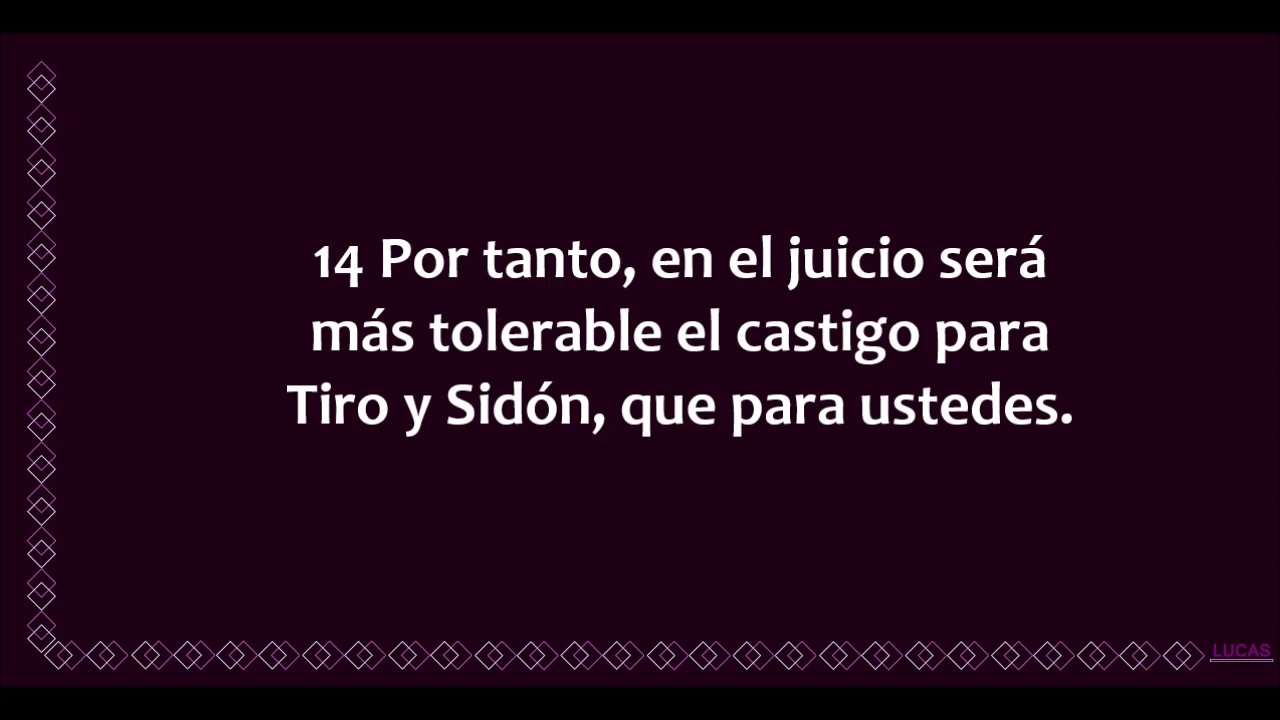 14 Por tanto, en el juicio será
más tolerable el castigo para
Tiro y Sidón, que para ustedes.
LUCAS